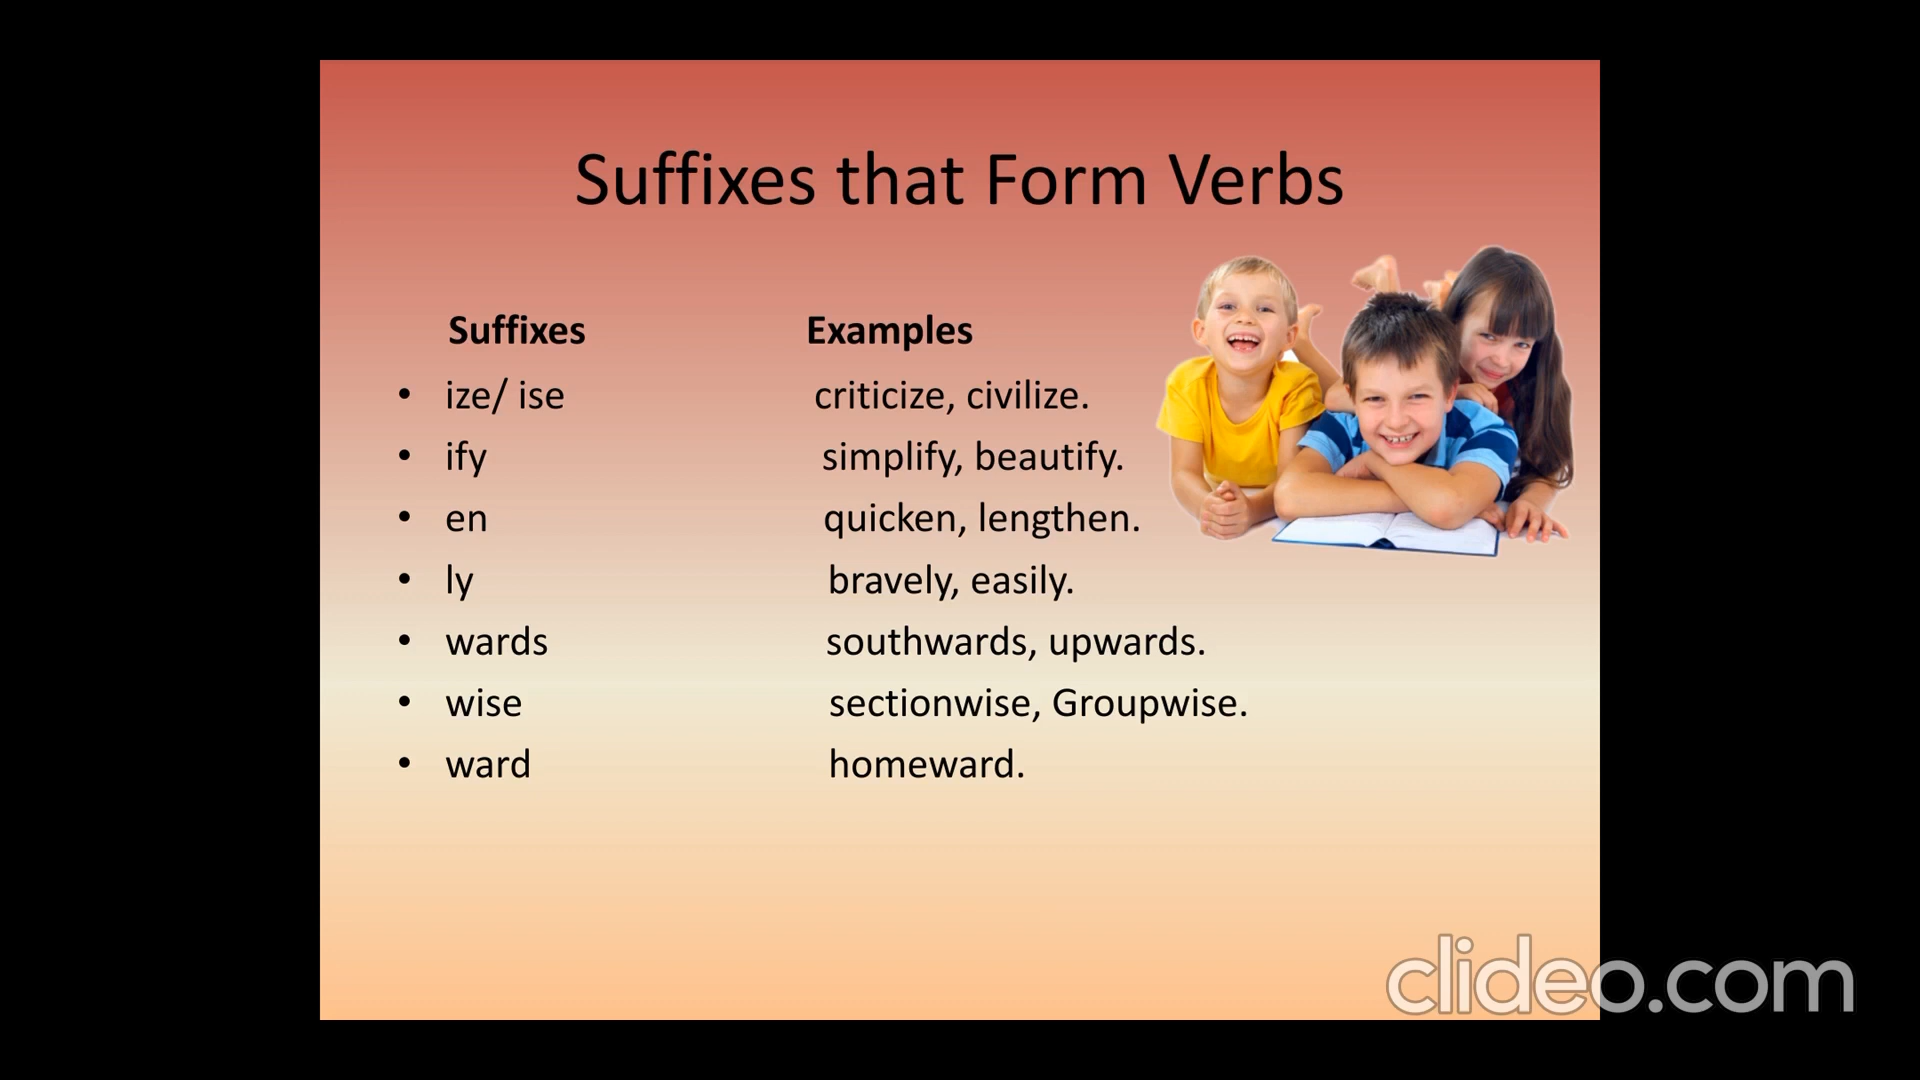 Suffixes that Form Verbs
Suffixes Examples
• ize/ ise criticize, civilize.
• ify simplify, beautify.
• en quicken, lengthen.
• ly bravely, easily.
• wards southwards, upwards.
• wise sectionwise, Groupwise.
• ward homeward.
clideo.com